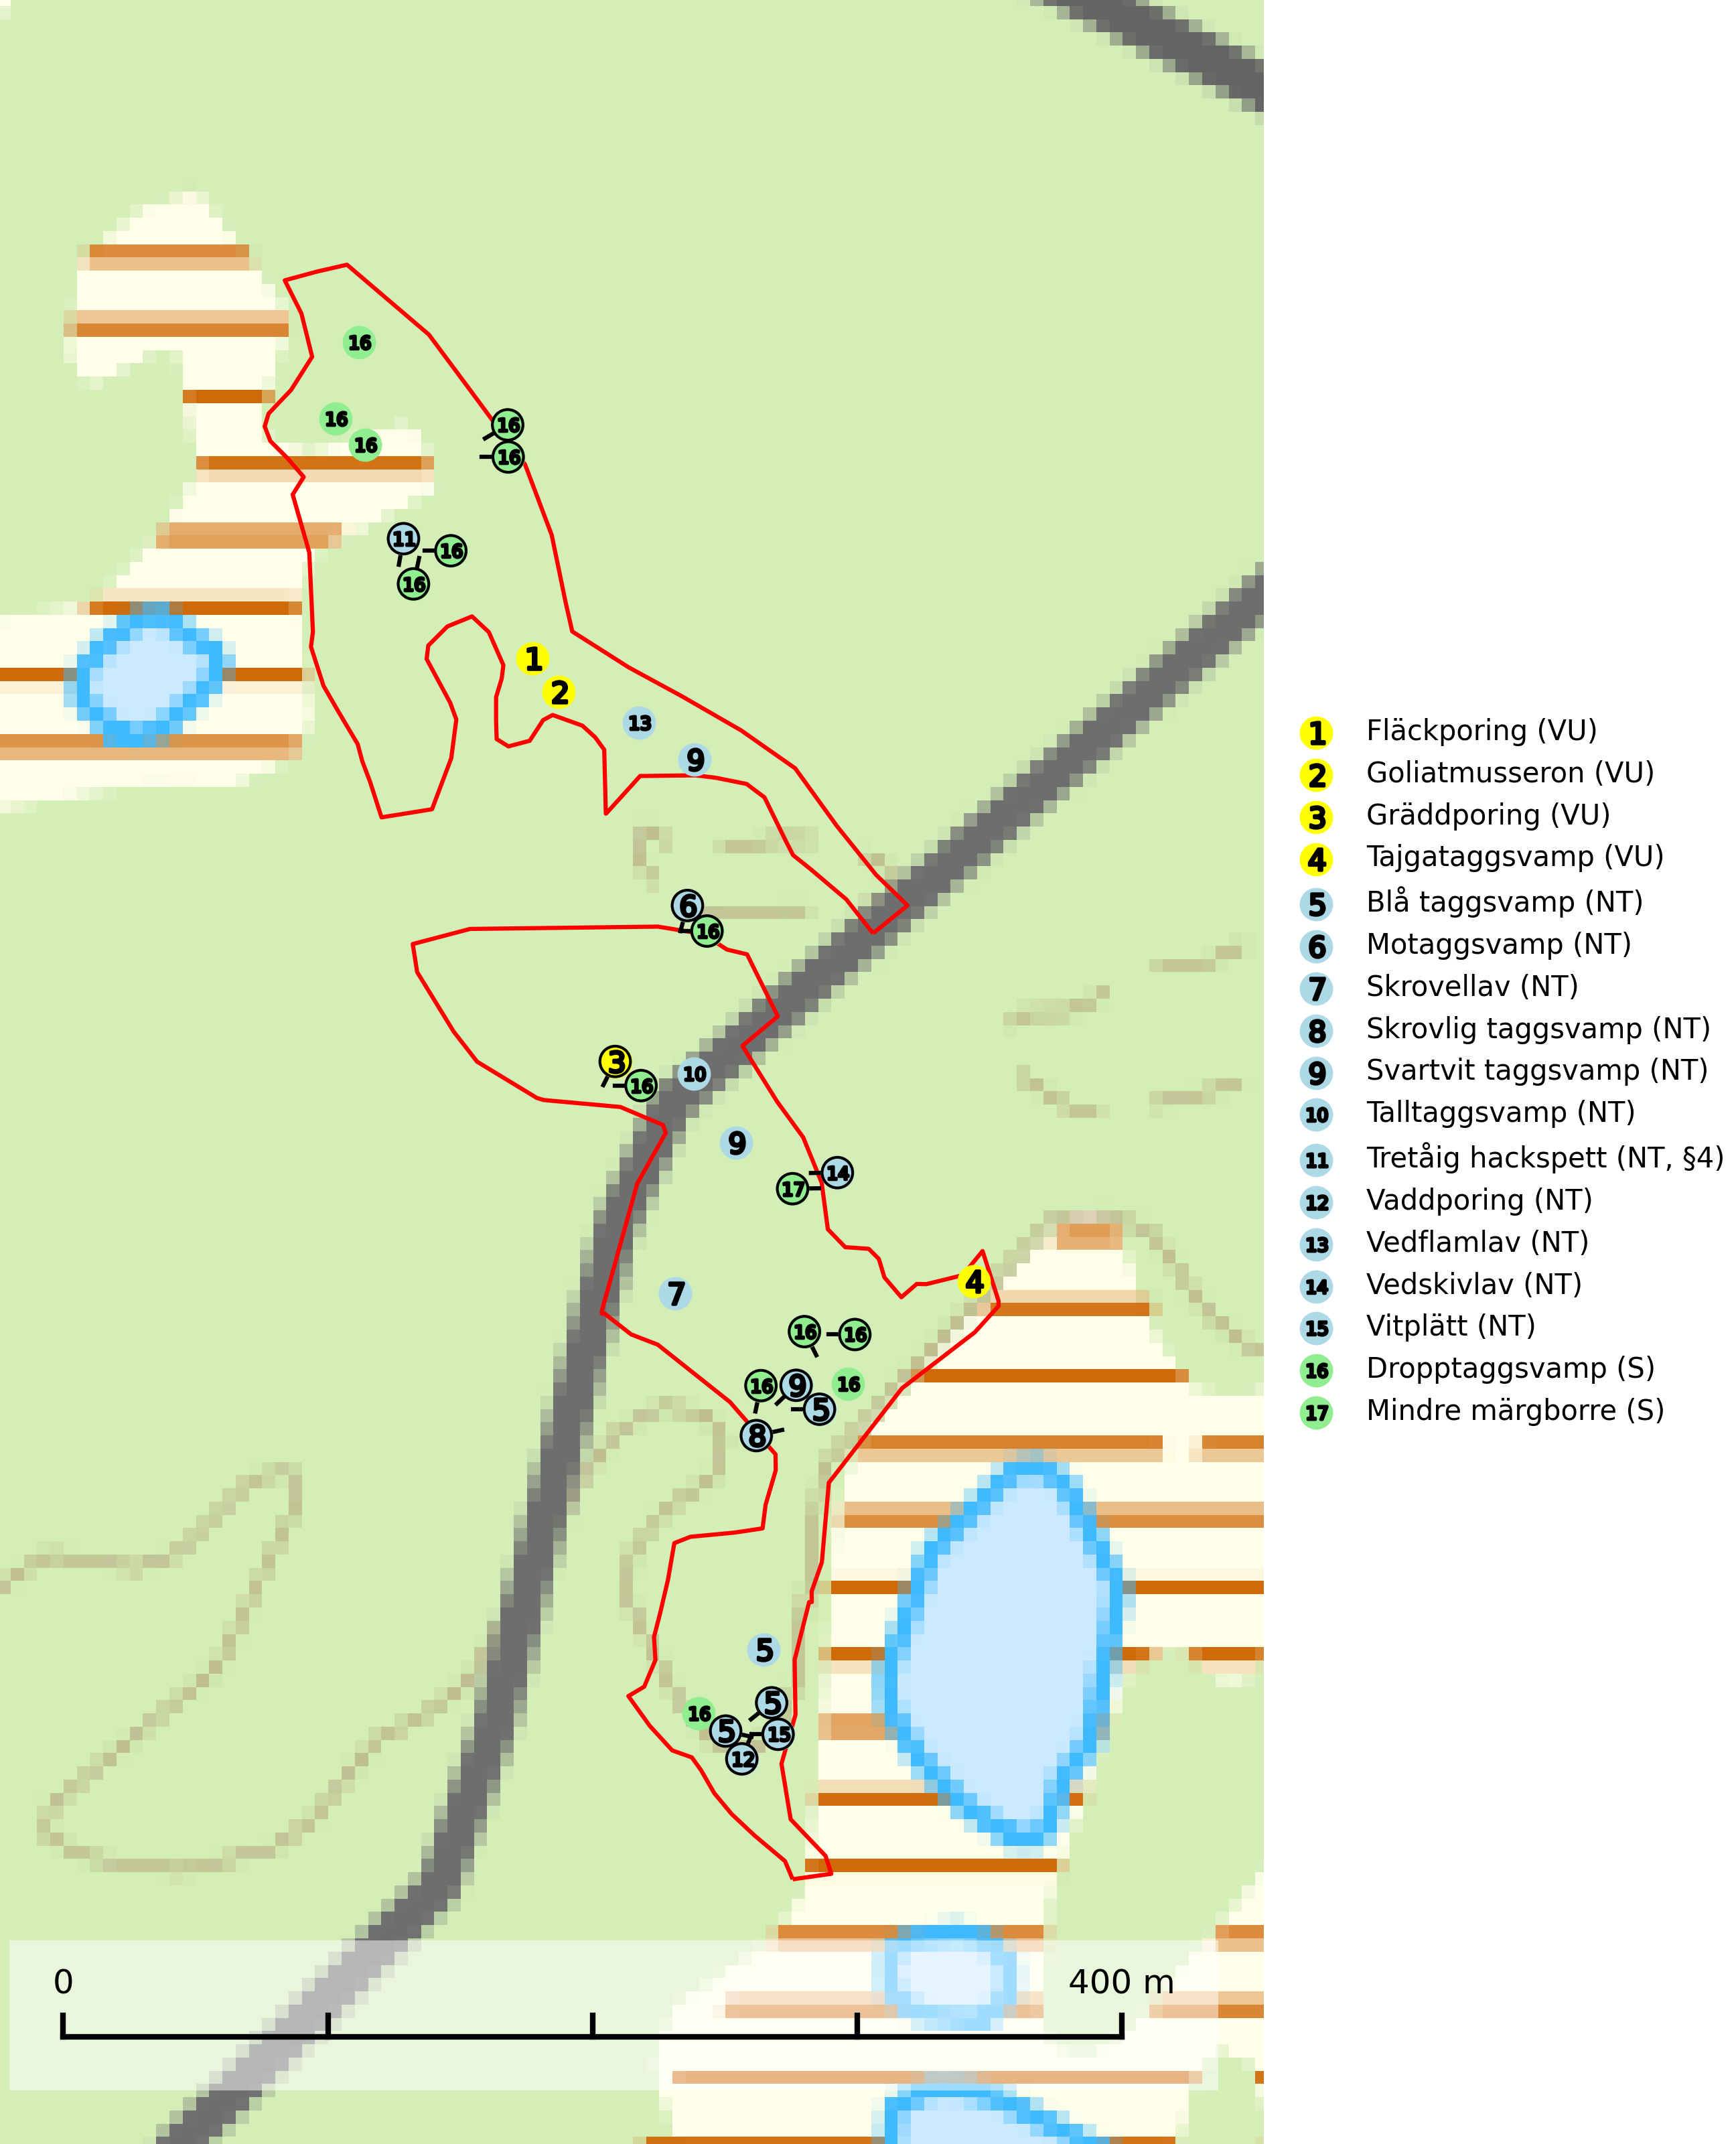 16
16
16
16
16
11
16
16
1
2
13
9
6
16
3
16
10
9
14
17
4
7
16
16
16
9
16
5
8
5
5
16
5
15
12
0
400 m
1 Fläckporing (VU)
2 Goliatmusseron (VU)
3 Gräddporing (VU)
4 Tajgataggsvamp (VU)
5 Blå taggsvamp (NT)
6 Motaggsvamp (NT)
7 Skrovellav (NT)
8 Skrovlig taggsvamp (NT)
9 Svartvit taggsvamp (NT)
10 Talltaggsvamp (NT)
11 Tretåig hackspett (NT, §4)
12 Vaddporing (NT)
13 Vedflamlav (NT)
14 Vedskivlav (NT)
15 Vitplätt (NT)
16 Dropptaggsvamp (S)
17 Mindre märgborre (S)